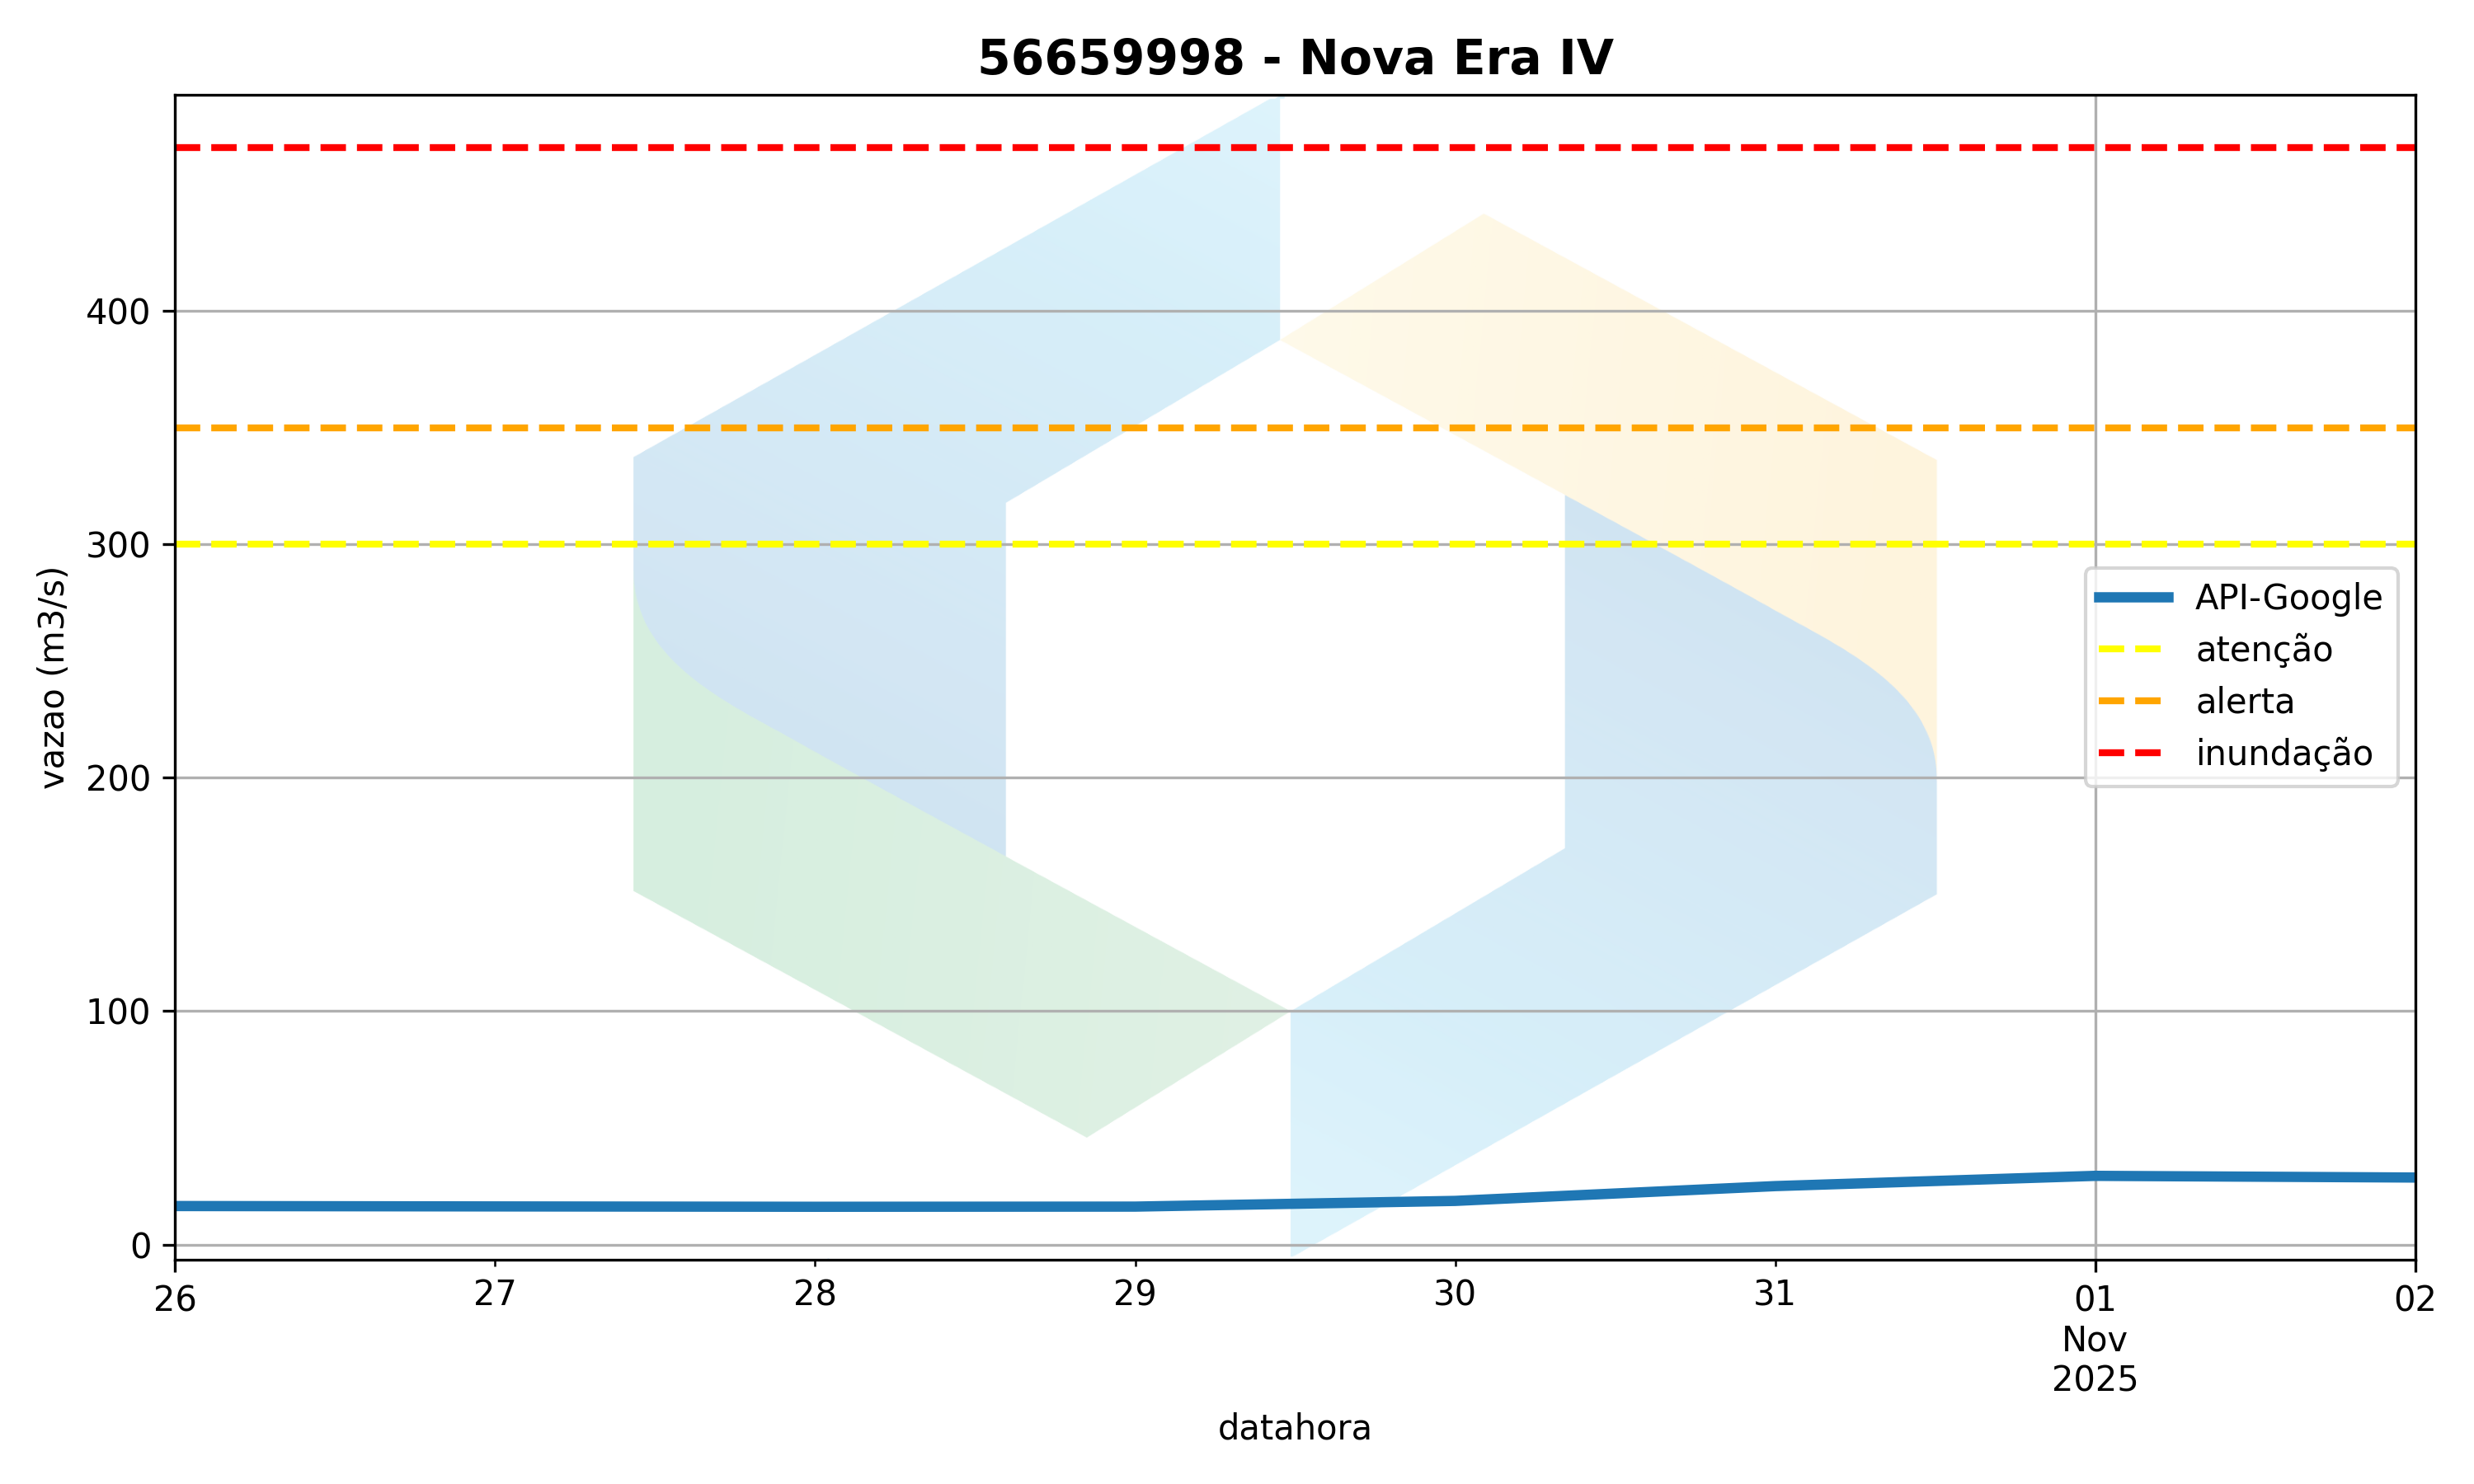 56659998 - Nova Era IV
400
300
200
100
0
vazao (m3/s)
API-Google
atenção
alerta
inundação
26 27 28 29 30 31 01 02
Nov
2025
datahora